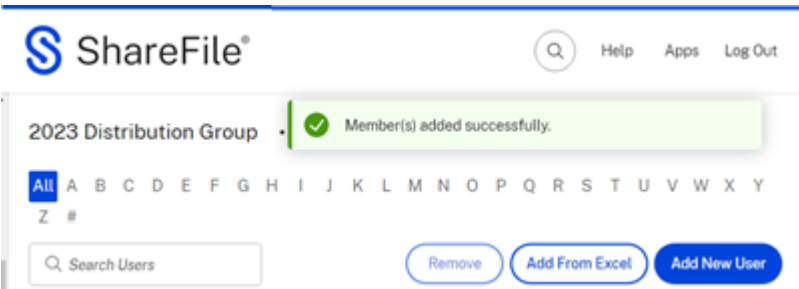 ShareFile®
Help Apps Log Out
2023 Distribution Group •
Member(s) added successfully.
All A B C D E F G H I J K L M N O P Q R S T U V W X Y
Z #
Search Users
Remove Add From Excel Add New User